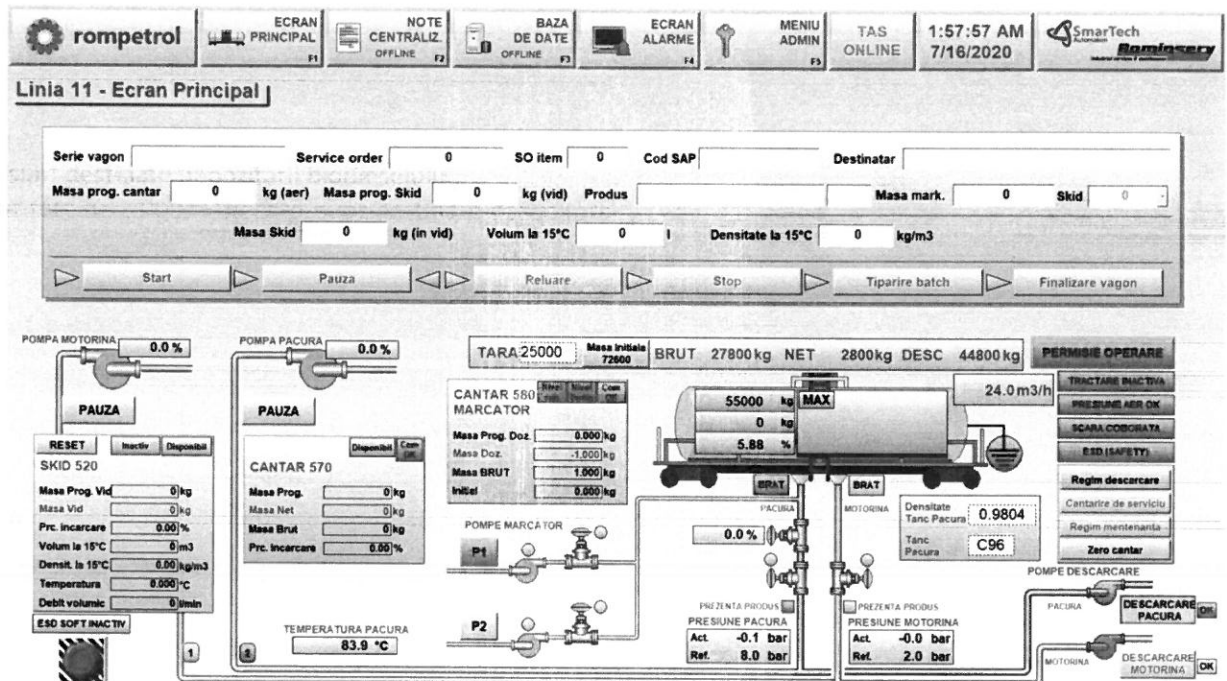 rompetrol
ECRAN PRINCIPAL F1
NOTE CENTRALIZ. OFFLINE F2
BAZA DE DATE OFFLINE F3
ECRAN ALARME F4
MENIU ADMIN F5
TAS ONLINE
1:57:57 AM 7/16/2020
SmarTech Automation
Rominserv
Linia 11 - Ecran Principal
Serie vagon Service order 0 SO item 0 Cod SAP Destinatar
Masa prog. cantar 0 kg (aer) Masa prog. Skid 0 kg (vid) Produs Masa mark. 0 Skid 0
Masa Skid 0 kg (in vid) Volum la 15°C 0 l Densitate la 15°C 0 kg/m3
Start Pauza Reluare Stop Tiparire batch Finalizare vagon
POMPA MOTORINA 0.0 %
PAUZA
RESET Inactiv Disponibil
SKID 520
Masa Prog. Vid 0 kg
Masa Vid 0 kg
Prc. incarcare 0.00 %
Volum la 15°C 0 m3
Densit. la 15°C 0.00 kg/m3
Temperatura 0.000 °C
Debit volumic 0 l/min
ESD SOFT INACTIV
1
POMPA PACURA 0.0 %
PAUZA
Disponibil Com OK
CANTAR 570
Masa Prog. 0 kg
Masa Net 0 kg
Masa Brut 0 kg
Prc. Incarcare 0.00 %
2
TEMPERATURA PACURA
83.9 °C
TARA 25000 Masa Initiala 72600 BRUT 27800 kg NET 2800 kg DESC 44800 kg
CANTAR 580 Com OK
MARCATOR
Masa Prog. Doz. 0.000 kg
Masa Doz. -1.000 kg
Masa BRUT 1.000 kg
Initial 0.000 kg
POMPE MARCATOR
P1
P2
55000 kg MAX
0 kg
5.88 %
24.0 m3/h
BRAT PACURA
BRAT MOTORINA
0.0 %
Densitate Tanc Pacura 0.9804
Tanc Pacura C96
PREZENTA PRODUS
PRESIUNE PACURA
Act. -0.1 bar
Ref. 8.0 bar
PREZENTA PRODUS
PRESIUNE MOTORINA
Act. -0.0 bar
Ref. 2.0 bar
PERMISIE OPERARE
TRACTARE INACTIVA
PRESIUNE AER OK
SCARA COBORATA
ESD (SAFETY)
Regim descarcare
Cantarire de serviciu
Regim mentenanta
Zero cantar
POMPE DESCARCARE
PACURA
DESCARCARE PACURA OK
MOTORINA
DESCARCARE MOTORINA OK